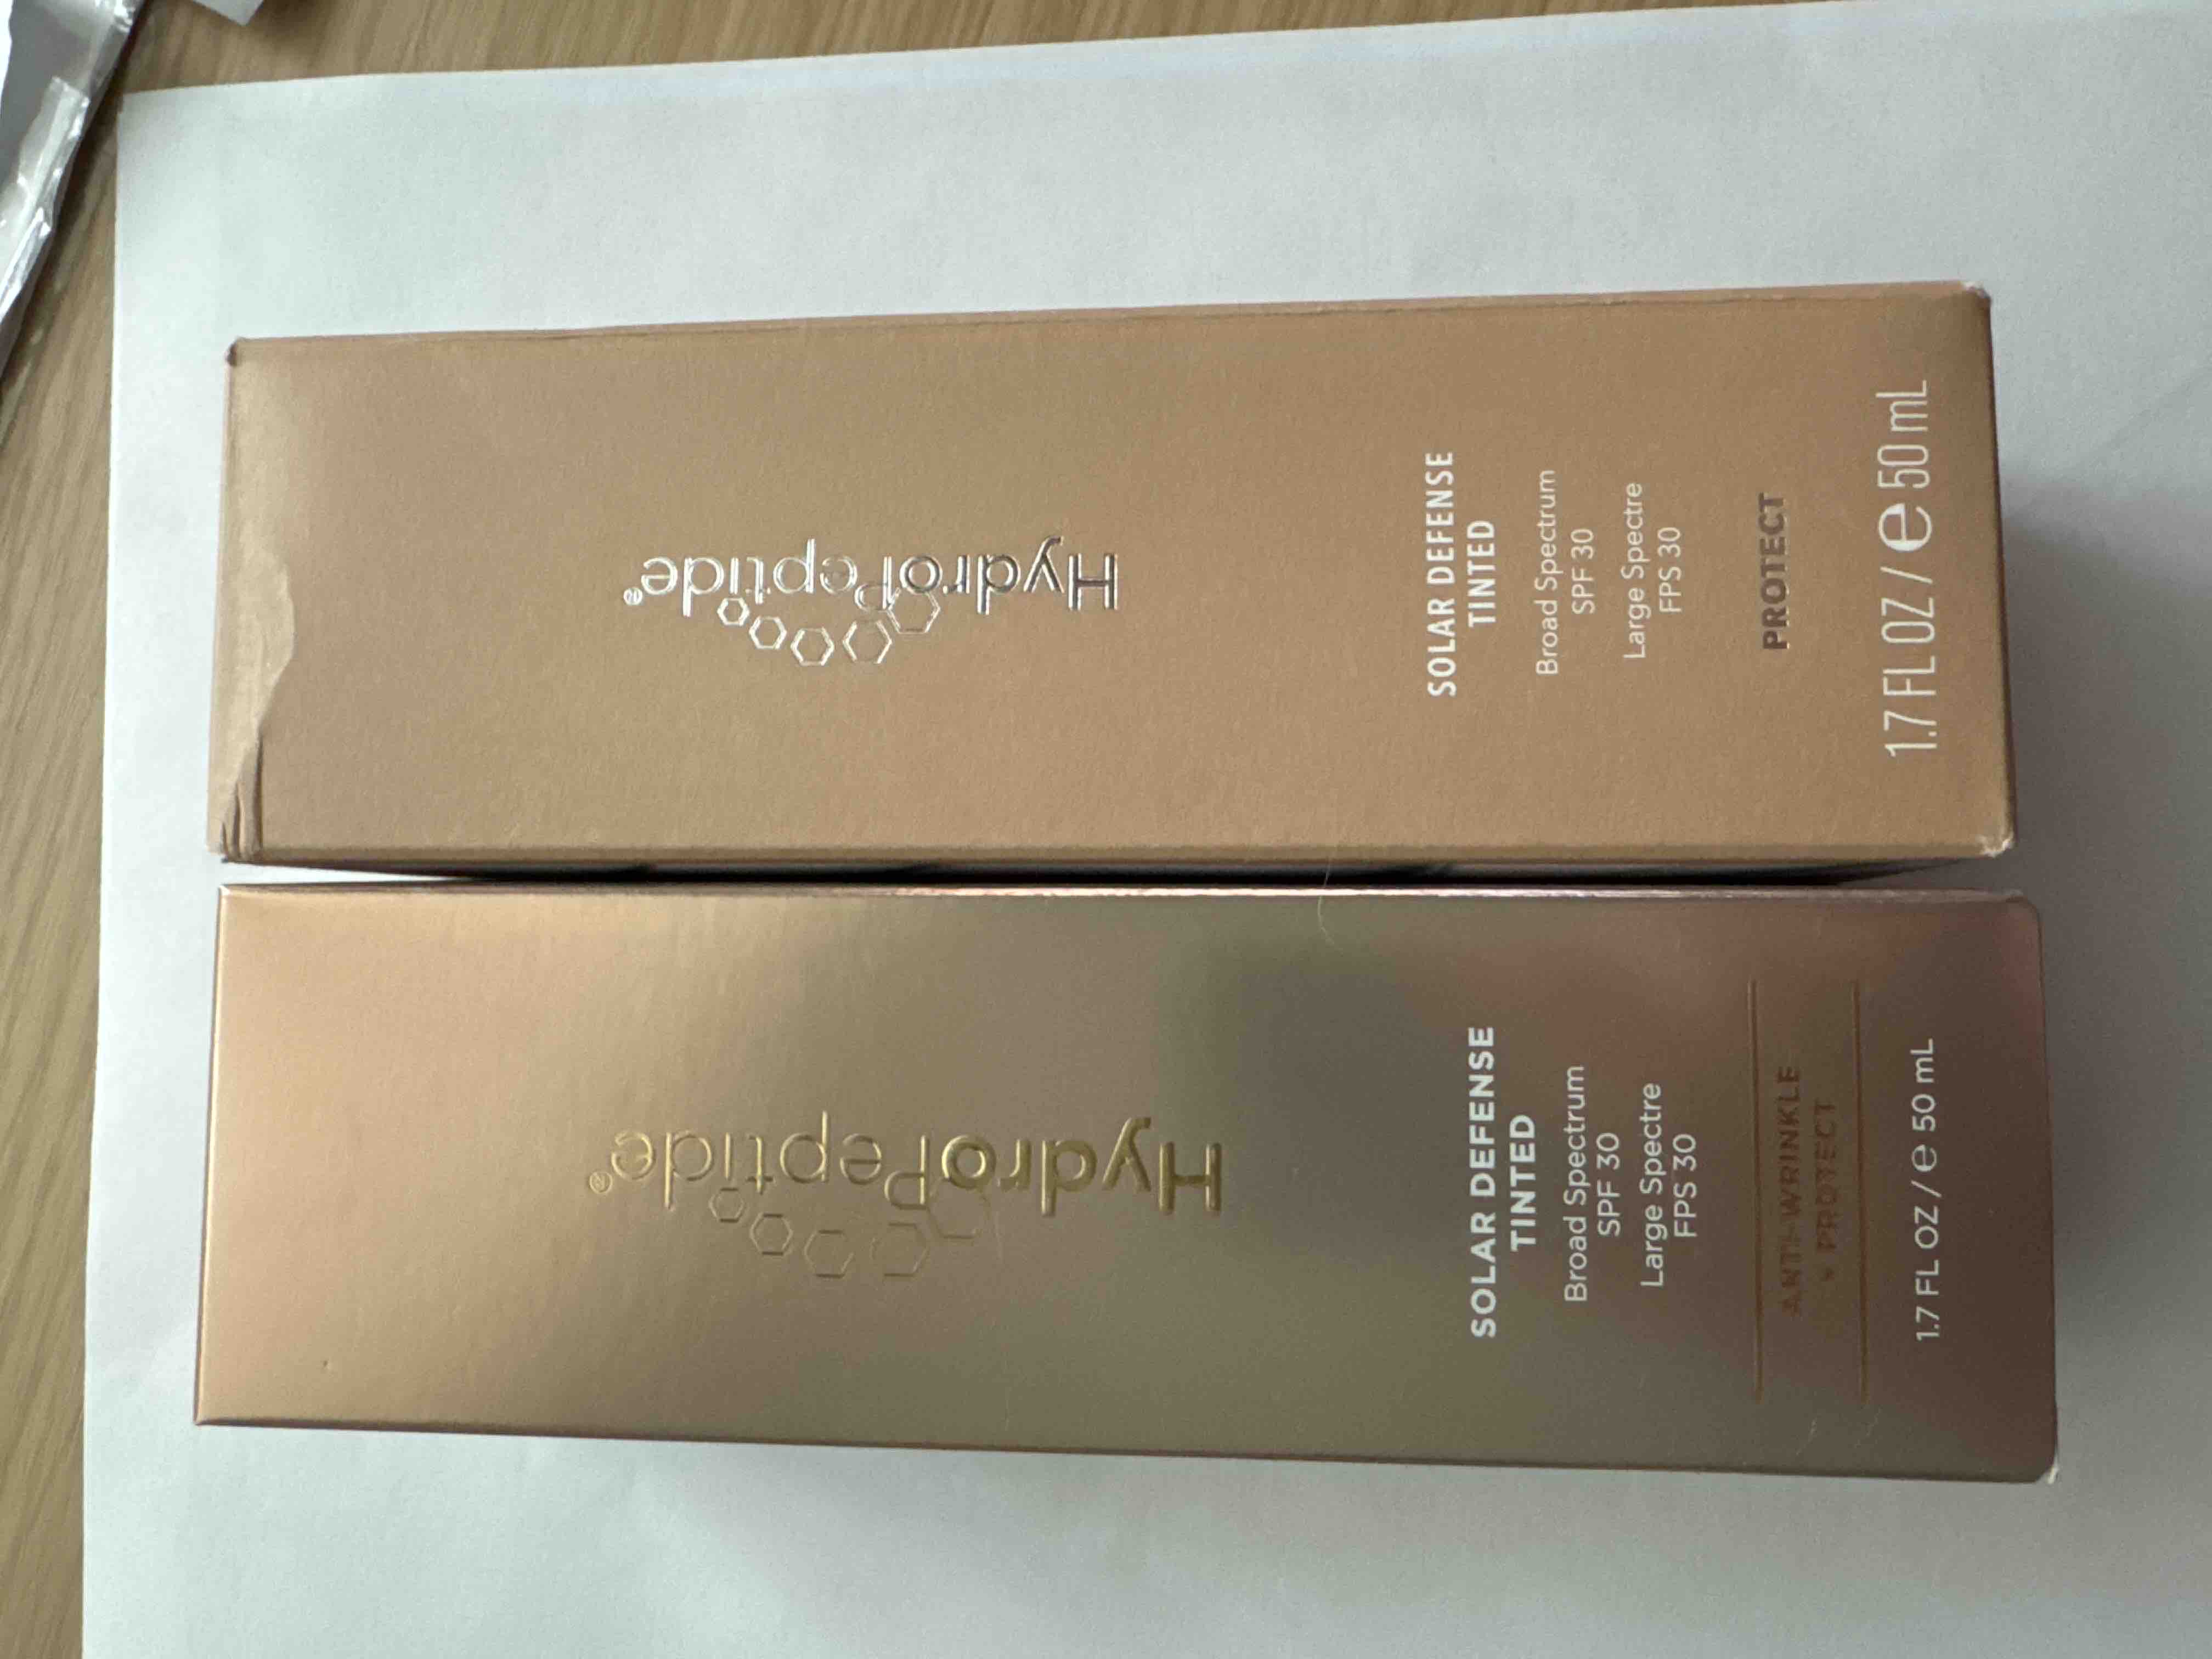 HydroPeptide®
SOLAR DEFENSE
TINTED
Broad Spectrum
SPF 30
Large Spectre
FPS 30
PROTECT
1.7 FL OZ / e 50 mL
HydroPeptide®
SOLAR DEFENSE
TINTED
Broad Spectrum
SPF 30
Large Spectre
FPS 30
ANTI-WRINKLE
+ PROTECT
1.7 FL OZ / e 50 mL